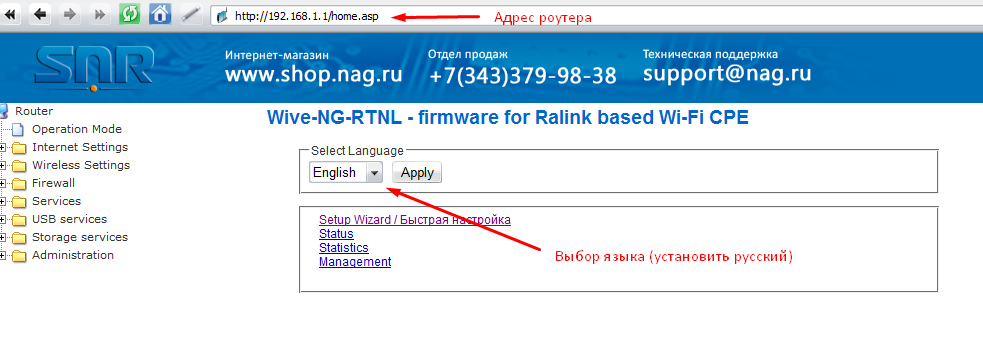 http://192.168.1.1/home.asp
Адрес роутера
SNR
Интернет-магазин
www.shop.nag.ru
Отдел продаж
+7(343)379-98-38
Техническая поддержка
support@nag.ru
Router
Operation Mode
Internet Settings
Wireless Settings
Firewall
Services
USB services
Storage services
Administration
Wive-NG-RTNL - firmware for Ralink based Wi-Fi CPE
Select Language
English
Apply
Setup Wizard / Быстрая настройка
Status
Statistics
Management
Выбор языка (установить русский)